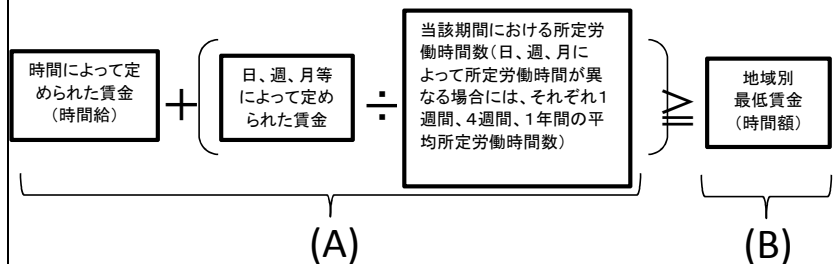 時間によって定
められた賃金
(時間給)
+
日、週、月等
によって定め
られた賃金
÷
当該期間における所定労
働時間数(日、週、月に
よって所定労働時間が異
なる場合には、それぞれ1
週間、4週間、1年間の平
均所定労働時間数)
≧
地域別
最低賃金
(時間額)
(A)
(B)